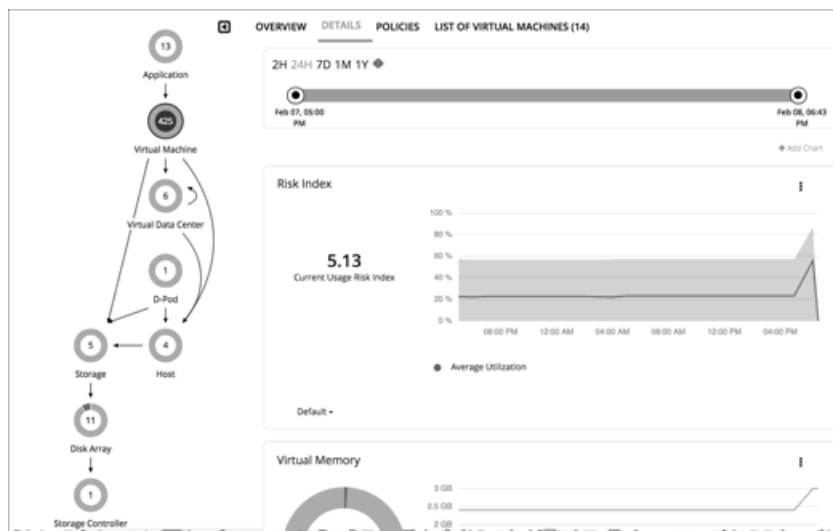 OVERVIEW DETAILS POLICIES LIST OF VIRTUAL MACHINES (14)
13
Application
425
Virtual Machine
6
Virtual Data Center
1
D-Pod
5
Storage
4
Host
11
Disk Array
1
Storage Controller
2H 24H 7D 1M 1Y
Feb 07, 05:00
PM
Feb 08, 06:43
PM
Add Chart
Risk Index
5.13
Current Usage Risk Index
100 %
80 %
60 %
40 %
20 %
0 %
08:00 PM 12:00 AM 04:00 AM 08:00 AM 12:00 PM 04:00 PM
Average Utilization
Default
Virtual Memory
3 GB
2.5 GB
2 GB